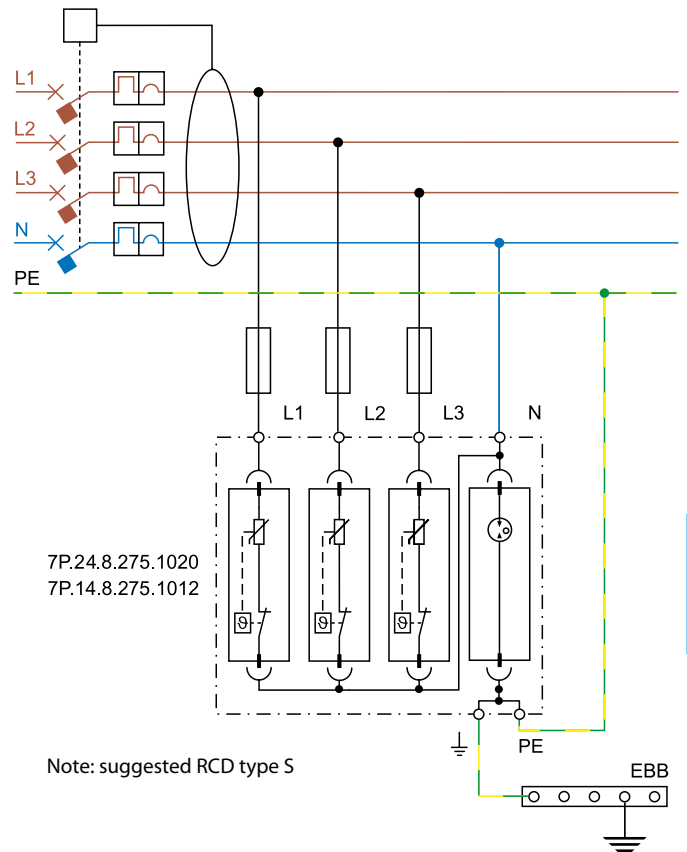 L1
L2
L3
N
PE
L1 L2 L3 N
7P.24.8.275.1020
7P.14.8.275.1012
ϑ ϑ ϑ
PE
Note: suggested RCD type S
EBB